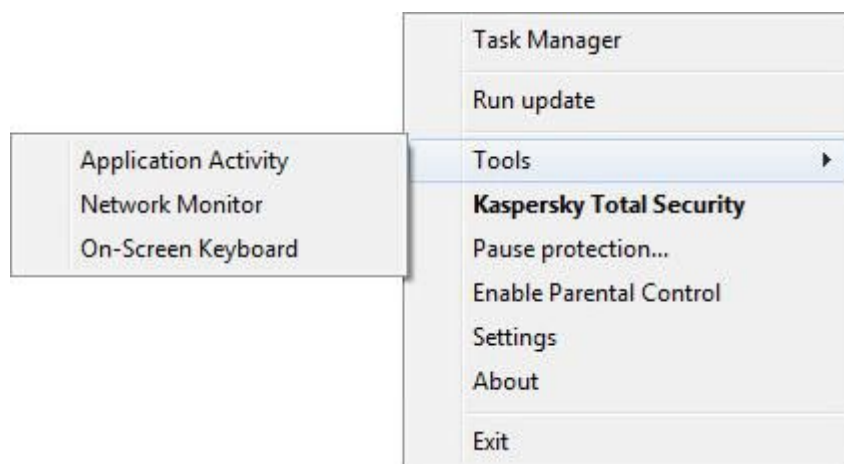 Task Manager
Run update
Tools
Application Activity
Network Monitor
On-Screen Keyboard
Kaspersky Total Security
Pause protection...
Enable Parental Control
Settings
About
Exit